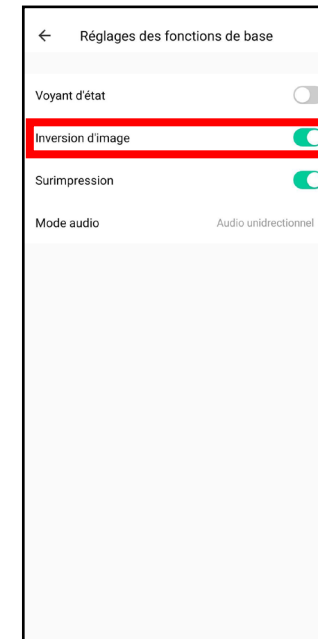 Réglages des fonctions de base
Voyant d'état
Inversion d'image
Surimpression
Mode audio Audio unidirectionnel